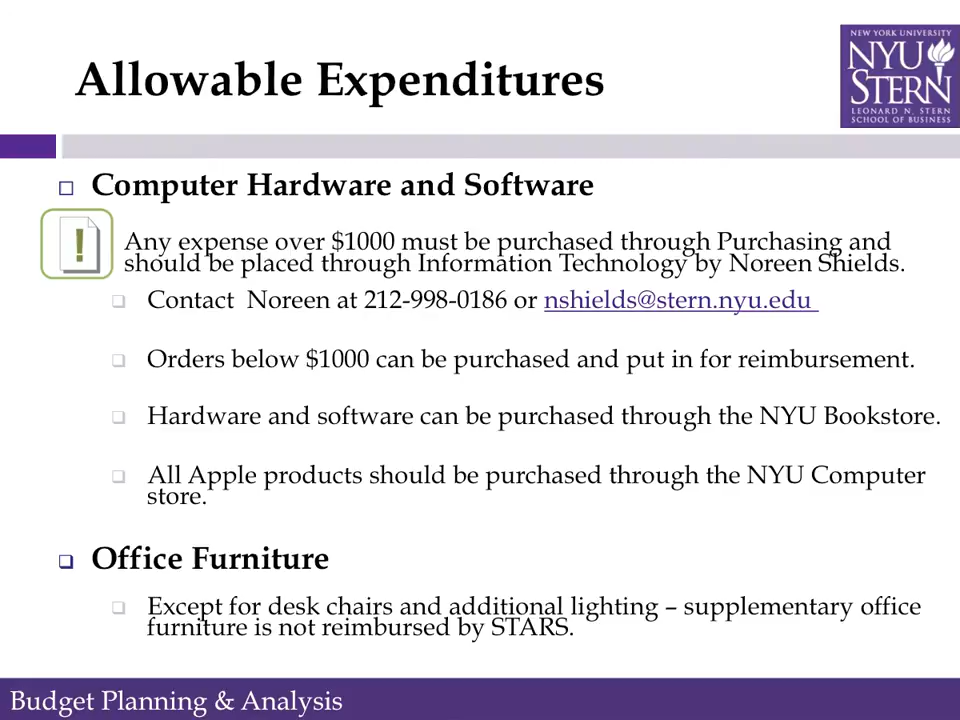 Allowable Expenditures
NEW YORK UNIVERSITY
NYU
STERN
LEONARD N. STERN
SCHOOL OF BUSINESS
Computer Hardware and Software
!
Any expense over $1000 must be purchased through Purchasing and
should be placed through Information Technology by Noreen Shields.
Contact Noreen at 212-998-0186 or nshields@stern.nyu.edu
Orders below $1000 can be purchased and put in for reimbursement.
Hardware and software can be purchased through the NYU Bookstore.
All Apple products should be purchased through the NYU Computer
store.
Office Furniture
Except for desk chairs and additional lighting – supplementary office
furniture is not reimbursed by STARS.
Budget Planning & Analysis